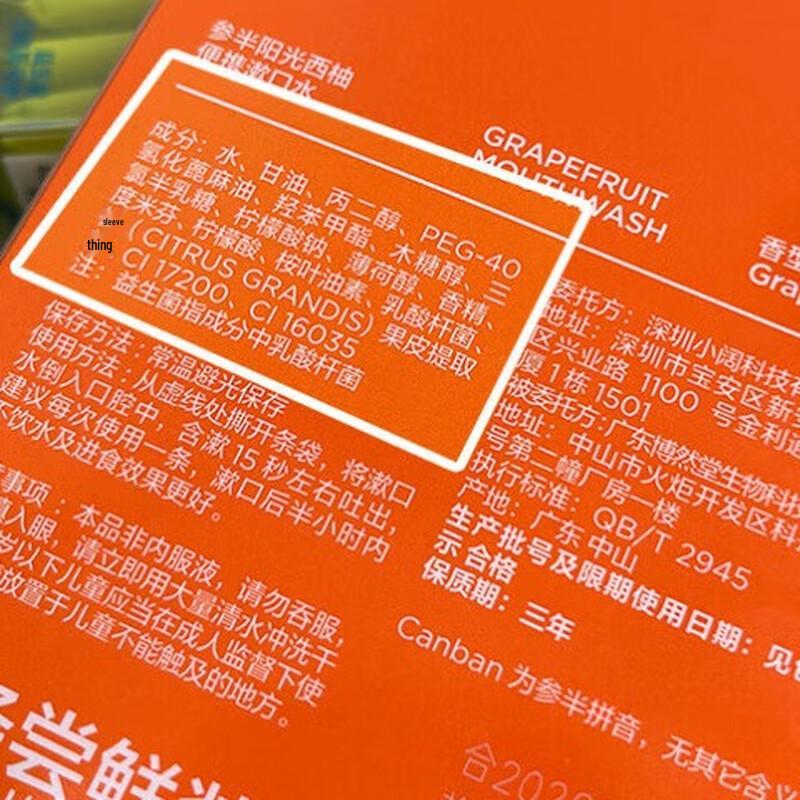 参半阳光西柚
便携漱口水
GRAPEFRUIT
MOUTHWASH
成分：水、甘油、丙二醇、PEG-40
氢化蓖麻油、羟苯甲酯、木糖醇、三
氯半乳糖、柠檬酸钠、薄荷醇、香精、
度米芬、柠檬酸、桉叶油素、乳酸杆菌、
(CITRUS GRANDIS) 果皮提取
CI 17200、CI 16035
注：益生菌指成分中乳酸杆菌
sleeve
thing
保存方法：常温避光保存
使用方法：从虚线处撕开条袋，将漱口
水倒入口腔中，含漱 15 秒左右吐出，
建议每次使用一条，漱口后半小时内
不饮水及进食效果更好。
事项：本品非内服液，请勿吞服，
入眼，请立即用大量清水冲洗干
岁以下儿童应当在成人监督下使
放置于儿童不能触及的地方。
香型
Grap
委托方：深圳小阔科技有
地址：深圳市宝安区新
区兴业路 1100 号金利通
厦 1 栋 1501
被委托方：广东博然堂生物科技
地址：中山市火炬开发区科
号第二幢厂房一楼
执行标准：QB/T 2945
产地：广东 中山
生产批号及限期使用日期：见包
示合格
保质期：三年
Canban 为参半拼音，无其它含义
尝鲜
合202